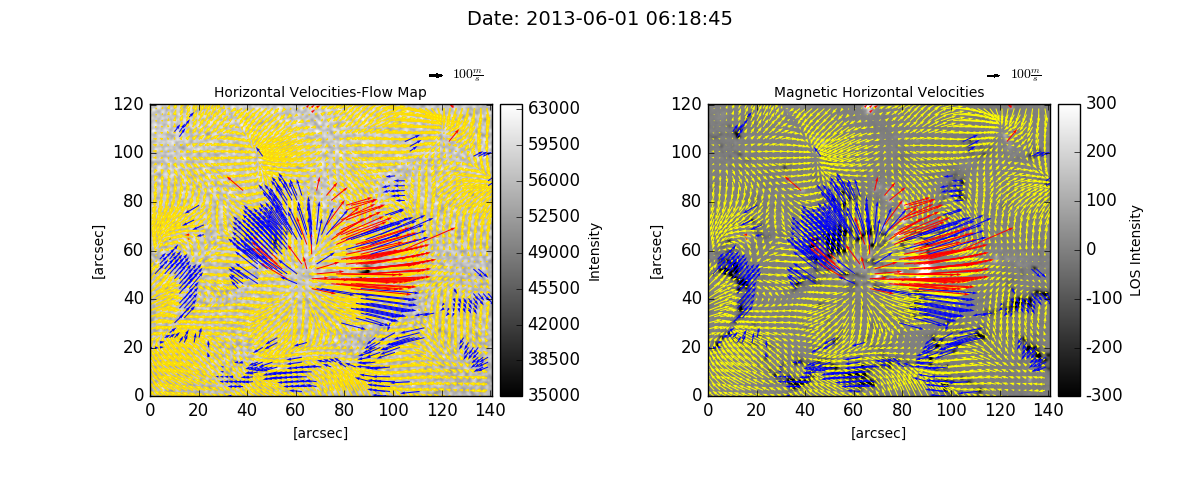 Date: 2013-06-01 06:18:45
100 m/s
Horizontal Velocities-Flow Map
120
100
80
60
40
20
0
[arcsec]
0 20 40 60 80 100 120 140
[arcsec]
63000
59500
56000
52500
49000
45500
42000
38500
35000
Intensity
100 m/s
Magnetic Horizontal Velocities
120
100
80
60
40
20
0
[arcsec]
0 20 40 60 80 100 120 140
[arcsec]
300
200
100
0
-100
-200
-300
LOS Intensity